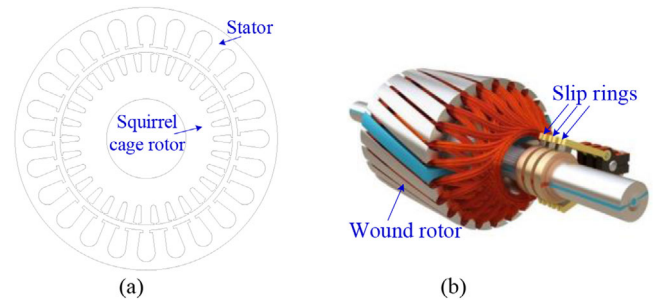 Stator
Squirrel
cage rotor
Slip rings
Wound rotor
(a)
(b)